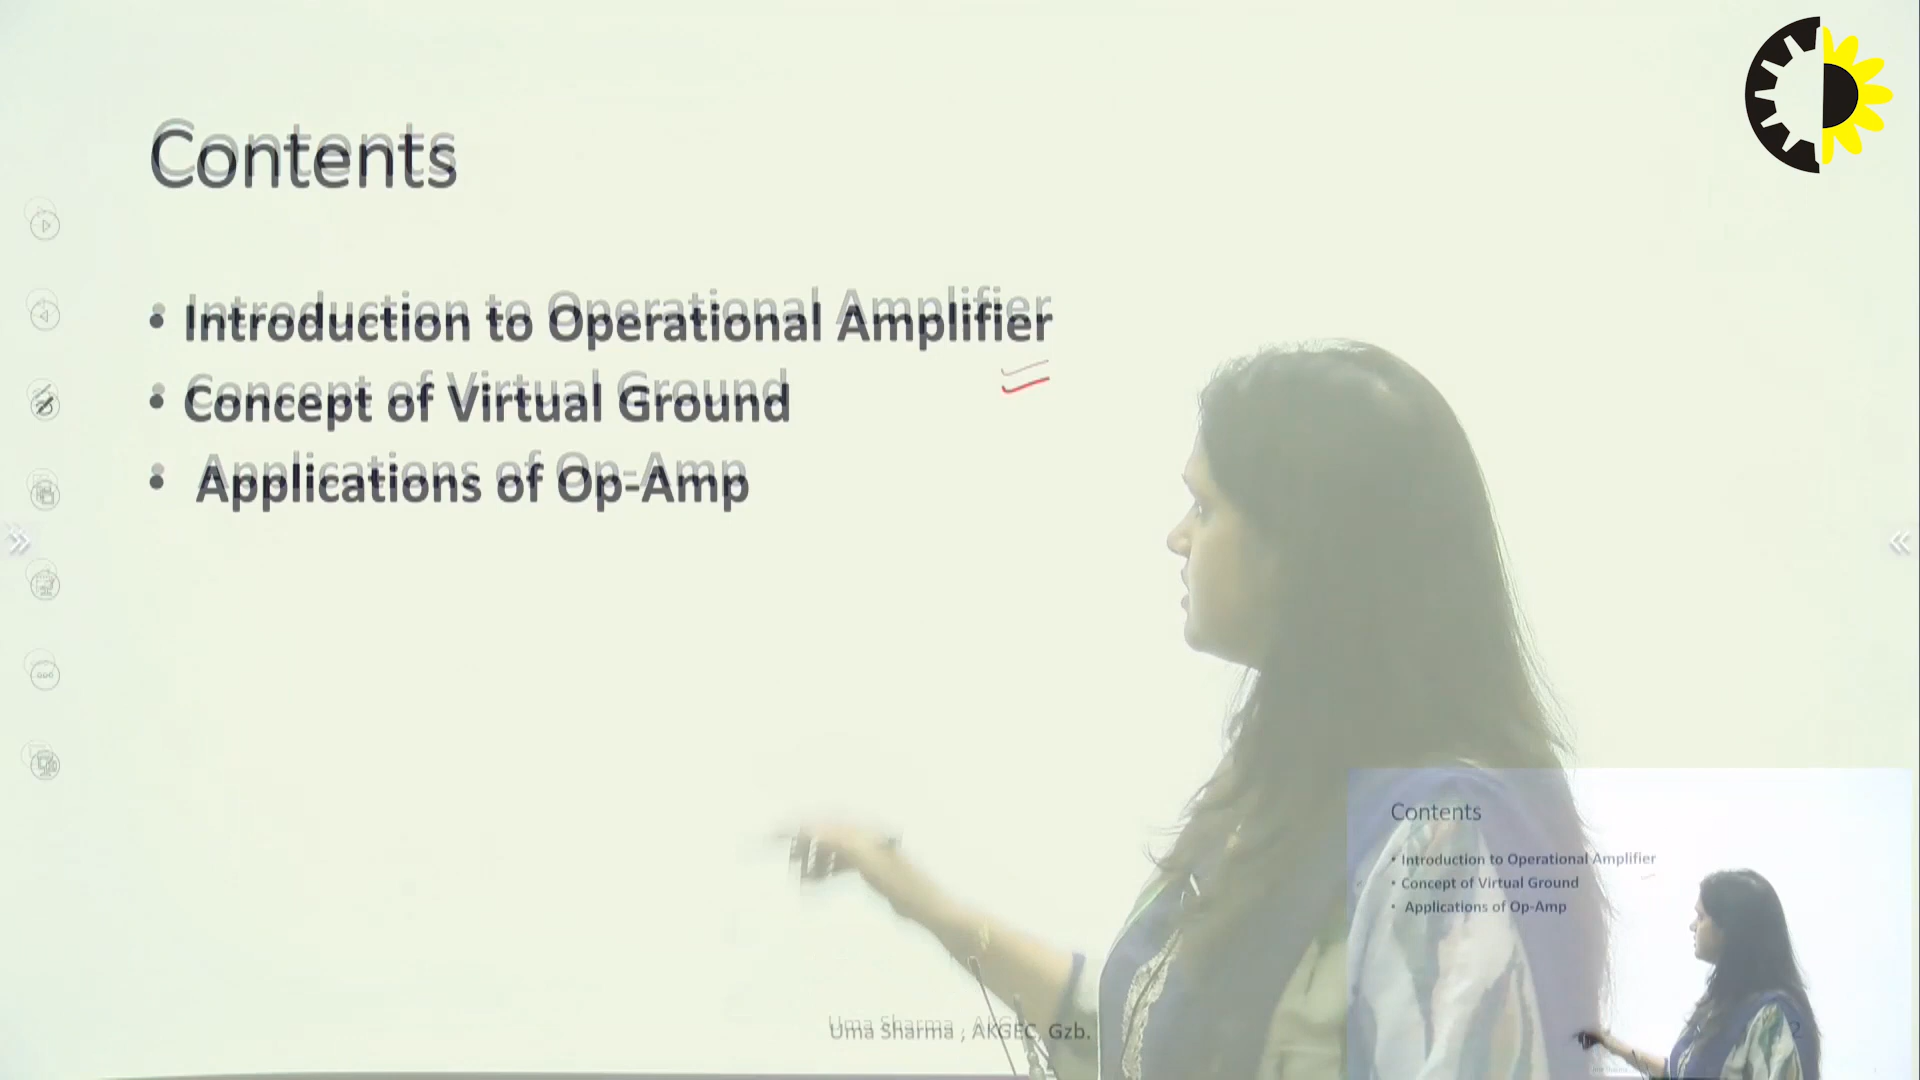 Contents
• Introduction to Operational Amplifier
• Concept of Virtual Ground
• Applications of Op-Amp
Uma Sharma , AKGEC, Gzb.
Contents
• Introduction to Operational Amplifier
• Concept of Virtual Ground
• Applications of Op-Amp
2